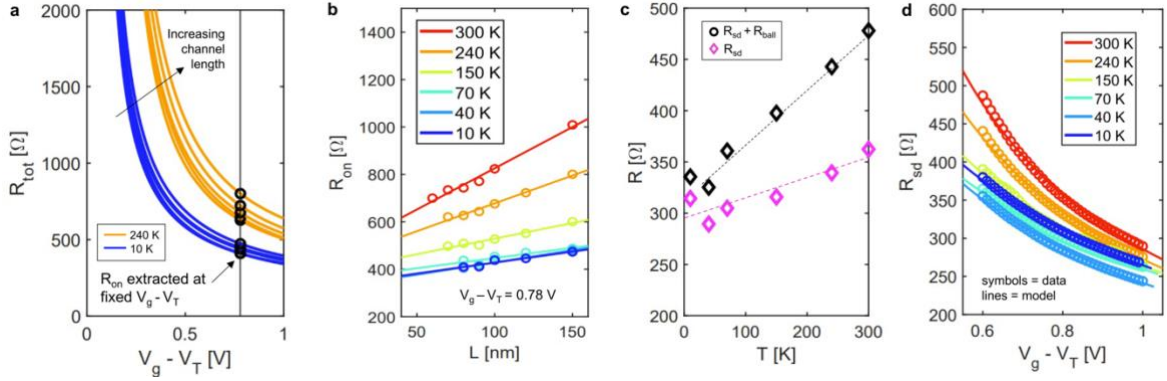 a
2000
1500
1000
500
0
R_tot [Ω]
Increasing
channel
length
240 K
10 K
R_on extracted at
fixed V_g - V_T
0
0.5
1
V_g - V_T [V]
b
1400
1200
1000
800
600
400
200
R_on [Ω]
300 K
240 K
150 K
70 K
40 K
10 K
V_g – V_T = 0.78 V
50
100
150
L [nm]
c
500
450
400
350
300
250
200
R [Ω]
R_sd + R_ball
R_sd
0
100
200
300
T [K]
d
600
550
500
450
400
350
300
250
200
R_sd [Ω]
300 K
240 K
150 K
70 K
40 K
10 K
symbols = data
lines = model
0.6
0.8
1
V_g - V_T [V]